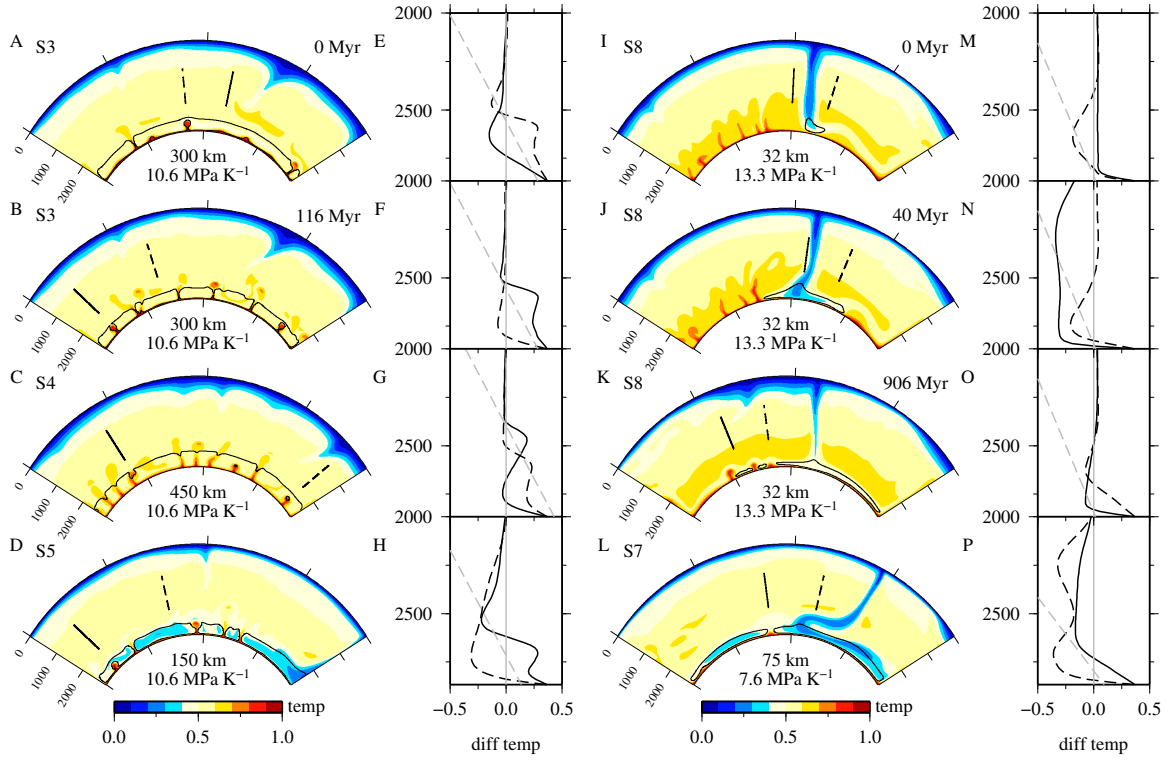 A S3 0 Myr
300 km
10.6 MPa K⁻¹
0 1000 2000
E
2000
2500
2000
I S8 0 Myr
32 km
13.3 MPa K⁻¹
0 1000 2000
M
2000
2500
2000
B S3 116 Myr
300 km
10.6 MPa K⁻¹
0 1000 2000
F
2500
2000
J S8 40 Myr
32 km
13.3 MPa K⁻¹
0 1000 2000
N
2500
2000
C S4
450 km
10.6 MPa K⁻¹
0 1000 2000
G
2500
2000
K S8 906 Myr
32 km
13.3 MPa K⁻¹
0 1000 2000
O
2500
2000
D S5
150 km
10.6 MPa K⁻¹
0 1000 2000
H
2500
L S7
75 km
7.6 MPa K⁻¹
0 1000 2000
P
2500
temp
0.0 0.5 1.0
−0.5 0.0 0.5
diff temp
temp
0.0 0.5 1.0
−0.5 0.0 0.5
diff temp